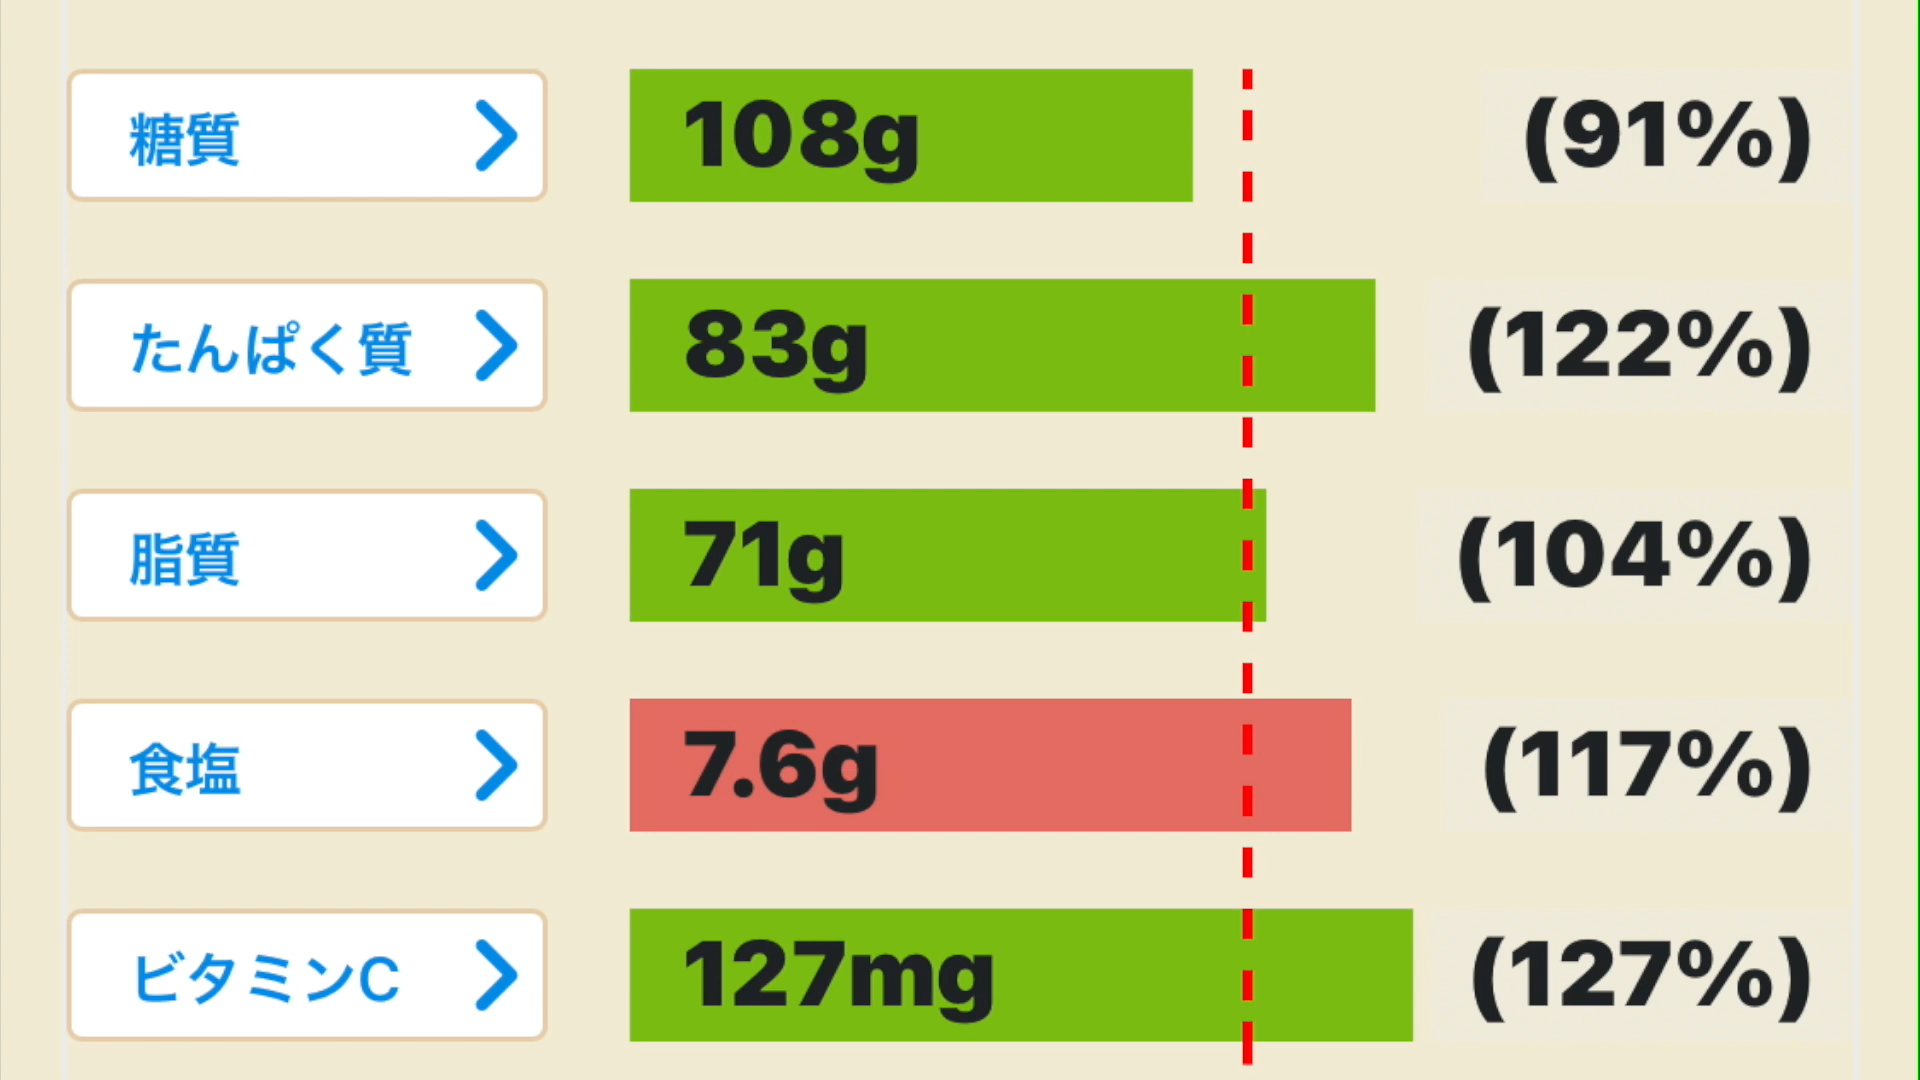 糖質 108g (91%)
たんぱく質 83g (122%)
脂質 71g (104%)
食塩 7.6g (117%)
ビタミンC 127mg (127%)